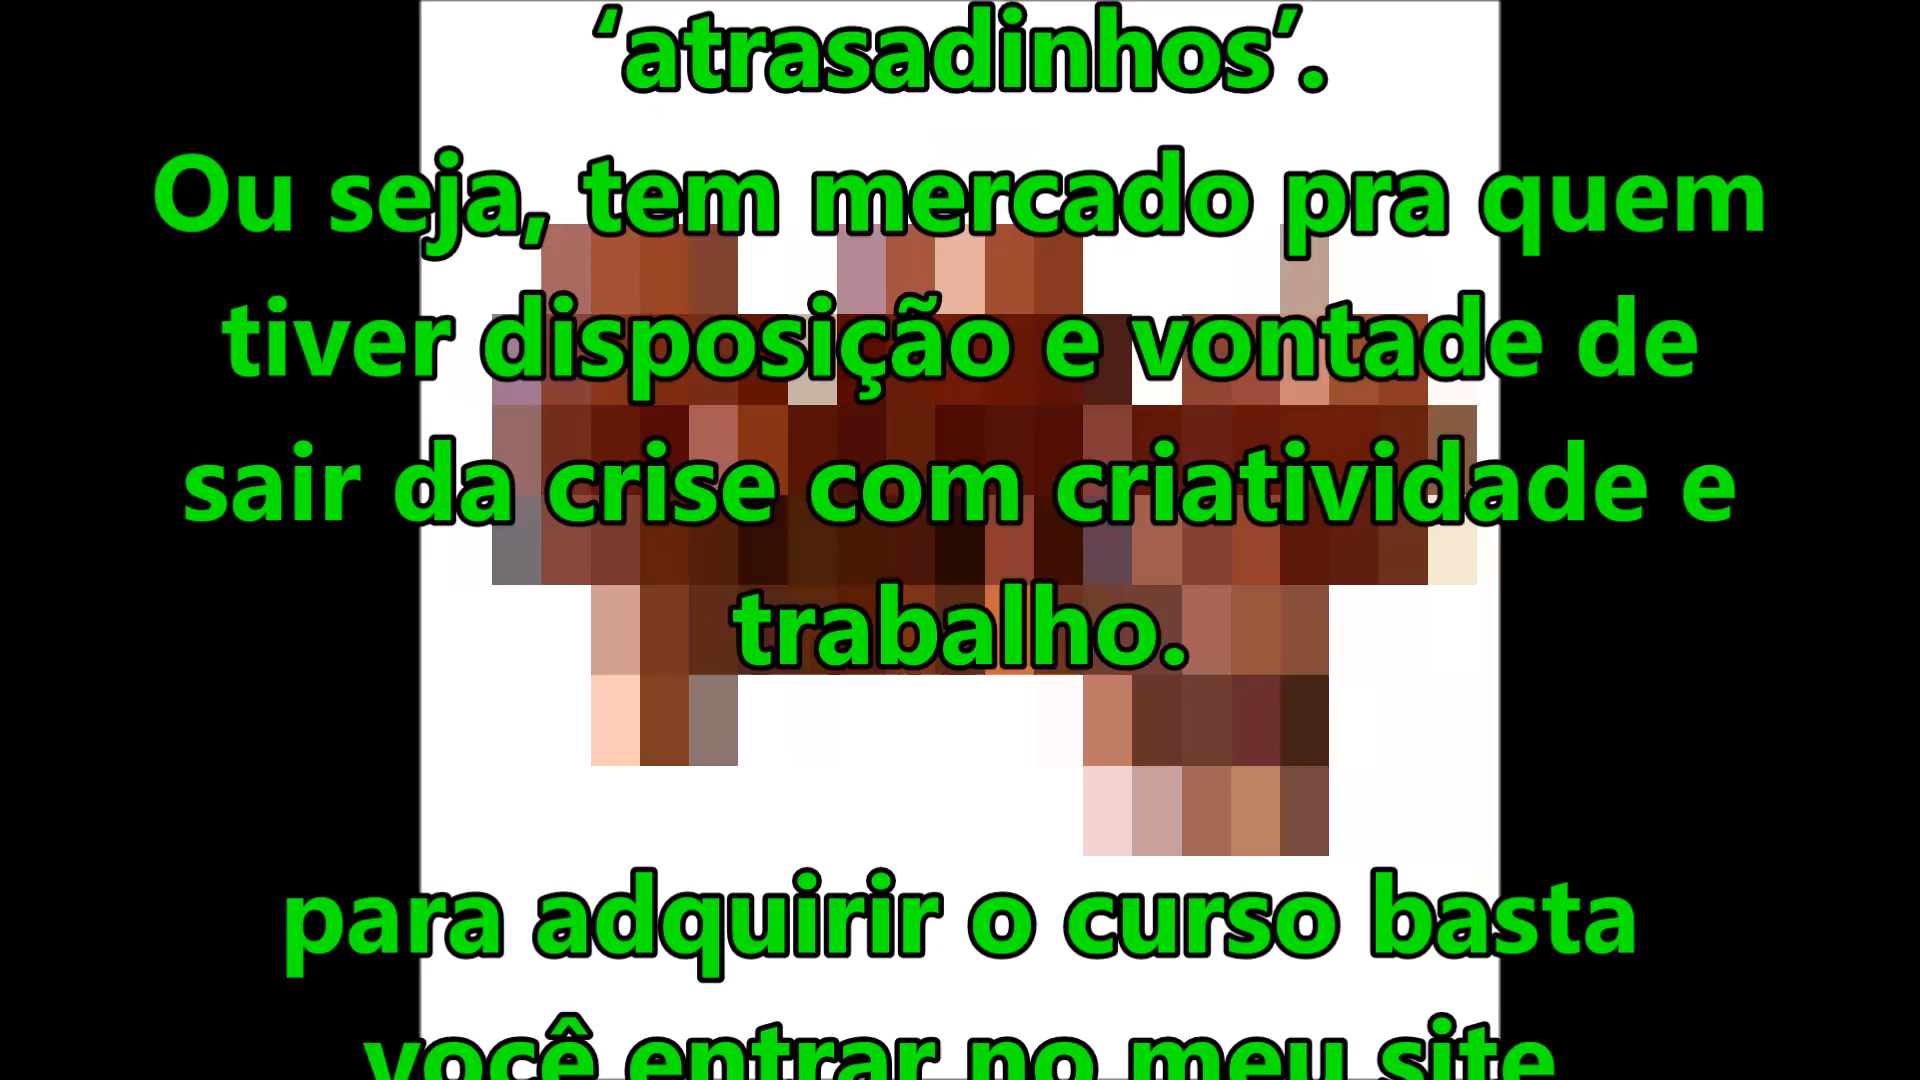 ‘atrasadinhos’.
Ou seja, tem mercado pra quem
tiver disposição e vontade de
sair da crise com criatividade e
trabalho.
para adquirir o curso basta
você entrar no meu site